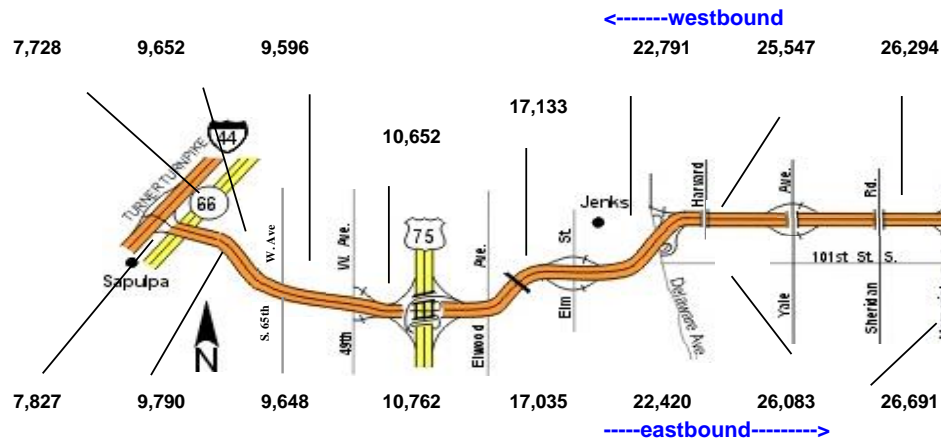 <-------westbound
7,728 9,652 9,596 22,791 25,547 26,294
17,133
10,652
44
TURNER TURNPIKE
66
Sapulpa
N
S. 65th W. Ave
49th W. Ave.
75
Elwood Ave.
Jenks
Elm St.
Delaware Ave.
Harvard
Yale Ave.
Sheridan Rd.
101st St. S.
7,827 9,790 9,648 10,762 17,035 22,420 26,083 26,691
-----eastbound--------->